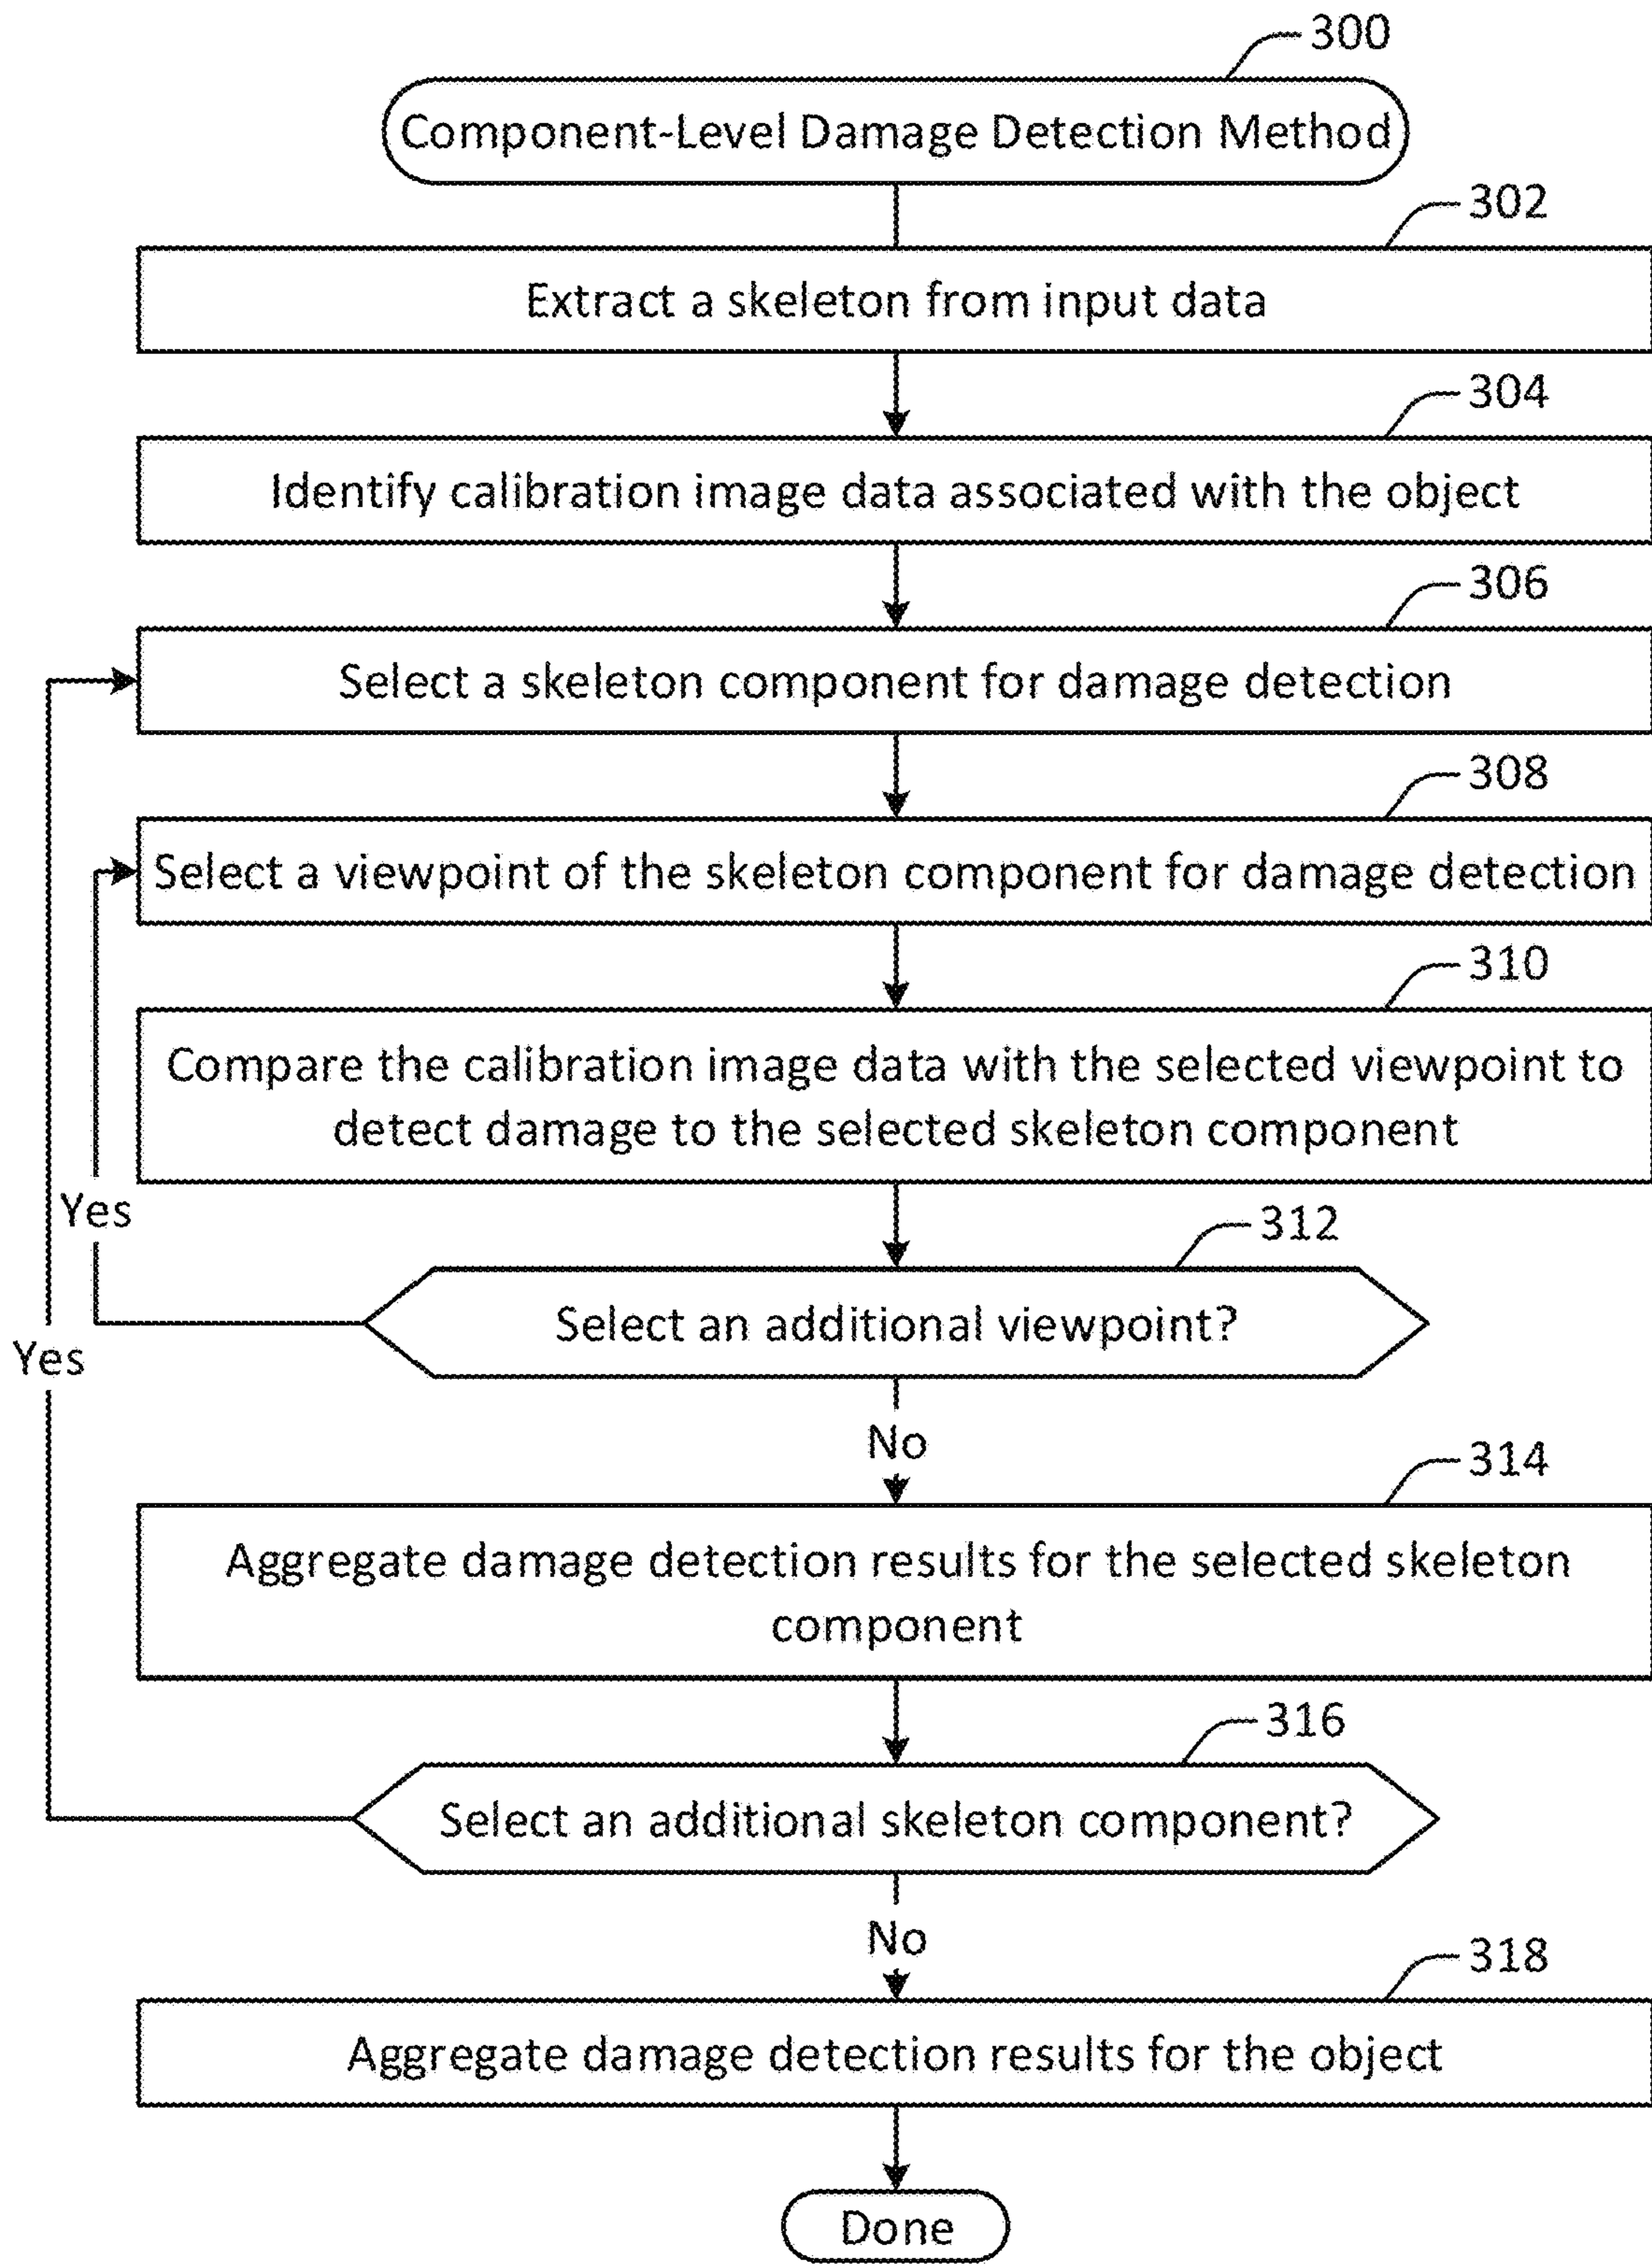 300
Component-Level Damage Detection Method
302
Extract a skeleton from input data
304
Identify calibration image data associated with the object
306
Select a skeleton component for damage detection
308
Select a viewpoint of the skeleton component for damage detection
310
Compare the calibration image data with the selected viewpoint to
detect damage to the selected skeleton component
Yes
312
Select an additional viewpoint?
Yes
No
314
Aggregate damage detection results for the selected skeleton
component
316
Select an additional skeleton component?
No
318
Aggregate damage detection results for the object
Done